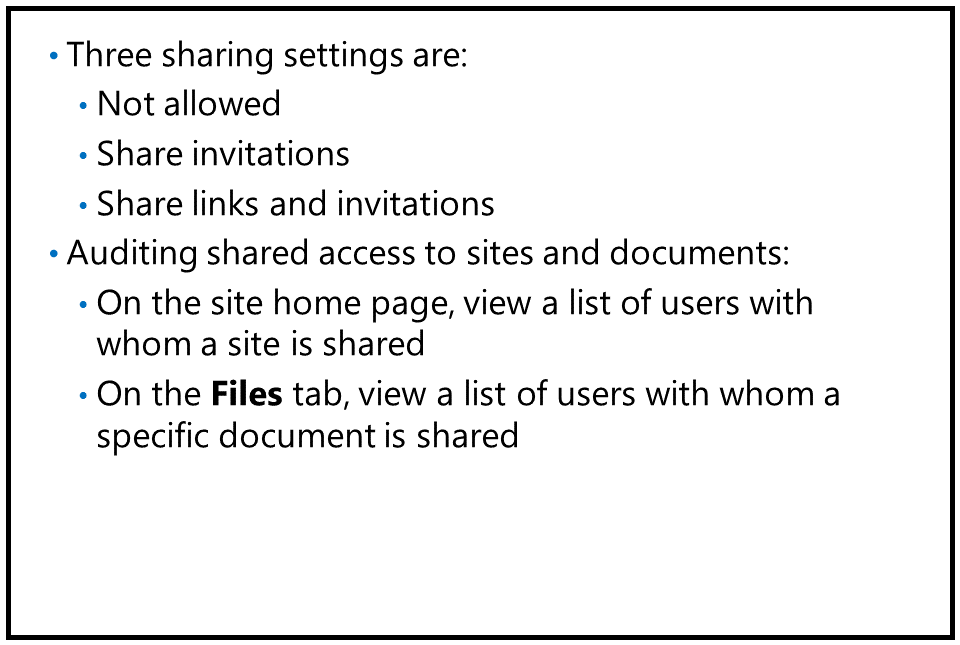 • Three sharing settings are:
• Not allowed
• Share invitations
• Share links and invitations
• Auditing shared access to sites and documents:
• On the site home page, view a list of users with
whom a site is shared
• On the Files tab, view a list of users with whom a
specific document is shared